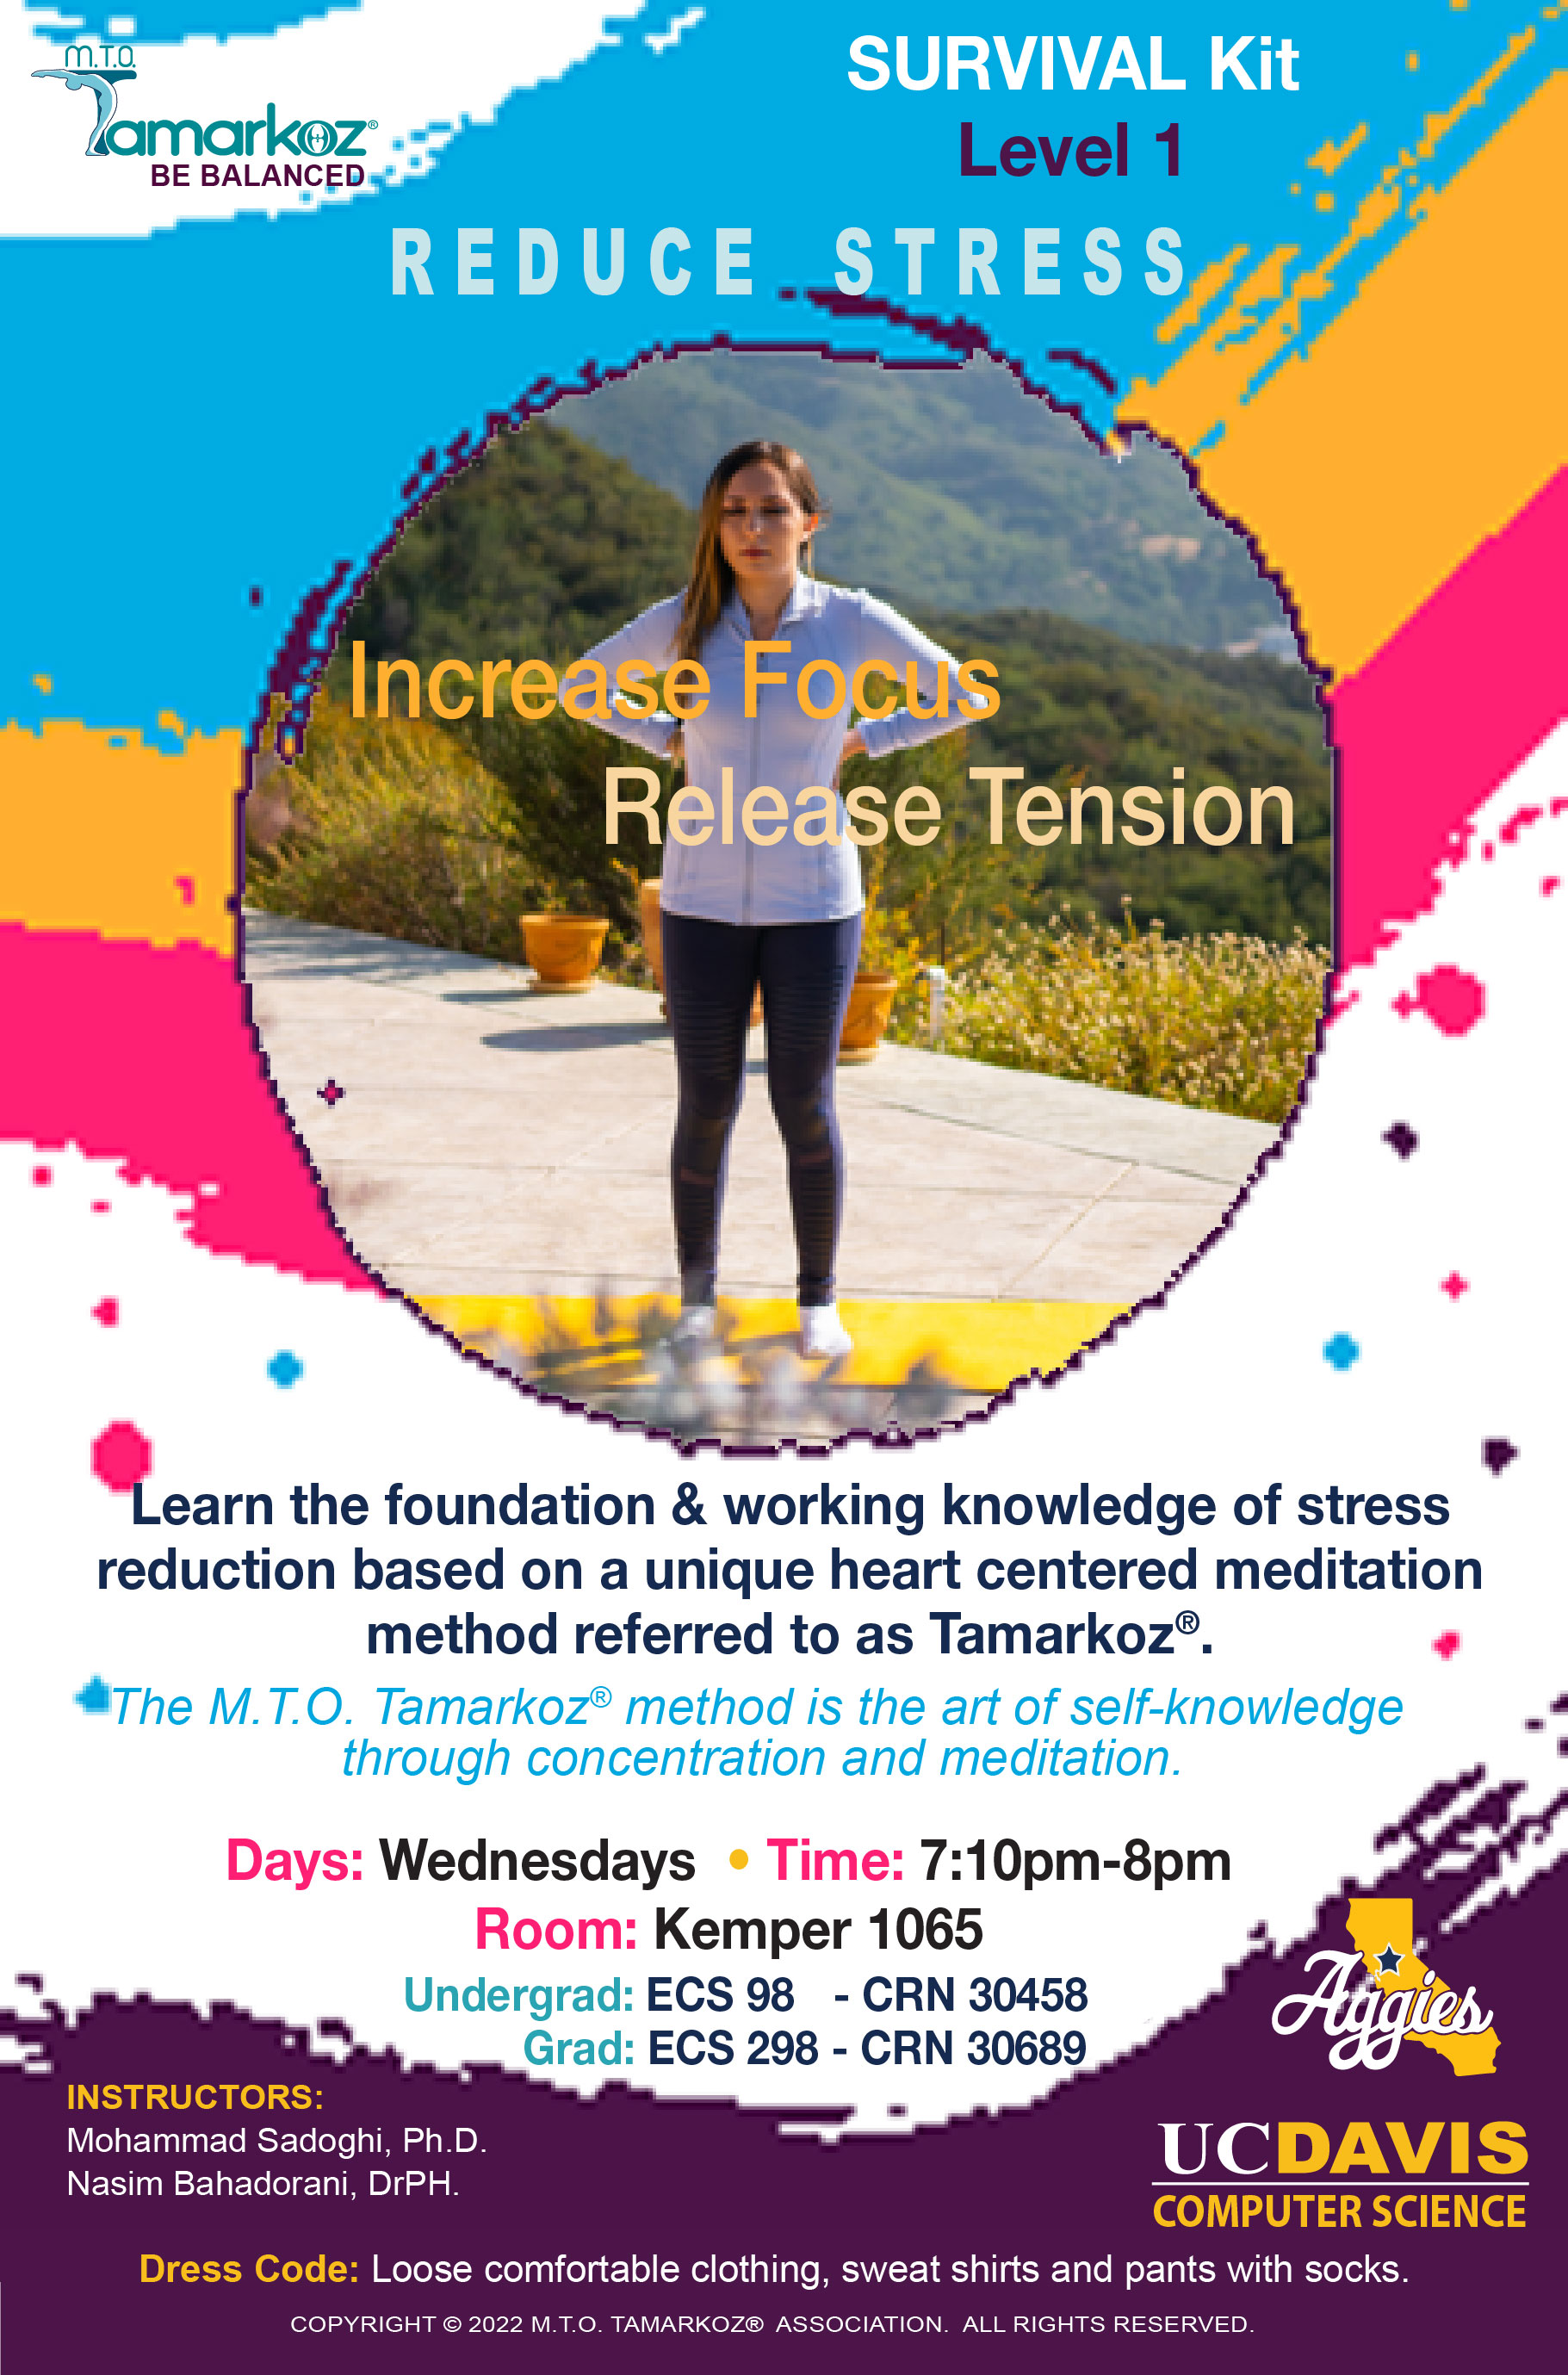 M.T.O.
Tamarkoz®
BE BALANCED
SURVIVAL Kit
Level 1
REDUCE STRESS
Increase Focus
Release Tension
Learn the foundation & working knowledge of stress
reduction based on a unique heart centered meditation
method referred to as Tamarkoz®.
The M.T.O. Tamarkoz® method is the art of self-knowledge
through concentration and meditation.
Days: Wednesdays • Time: 7:10pm-8pm
Room: Kemper 1065
Undergrad: ECS 98 - CRN 30458
Grad: ECS 298 - CRN 30689
Aggies
INSTRUCTORS:
Mohammad Sadoghi, Ph.D.
Nasim Bahadorani, DrPH.
UCDAVIS
COMPUTER SCIENCE
Dress Code: Loose comfortable clothing, sweat shirts and pants with socks.
COPYRIGHT © 2022 M.T.O. TAMARKOZ® ASSOCIATION. ALL RIGHTS RESERVED.